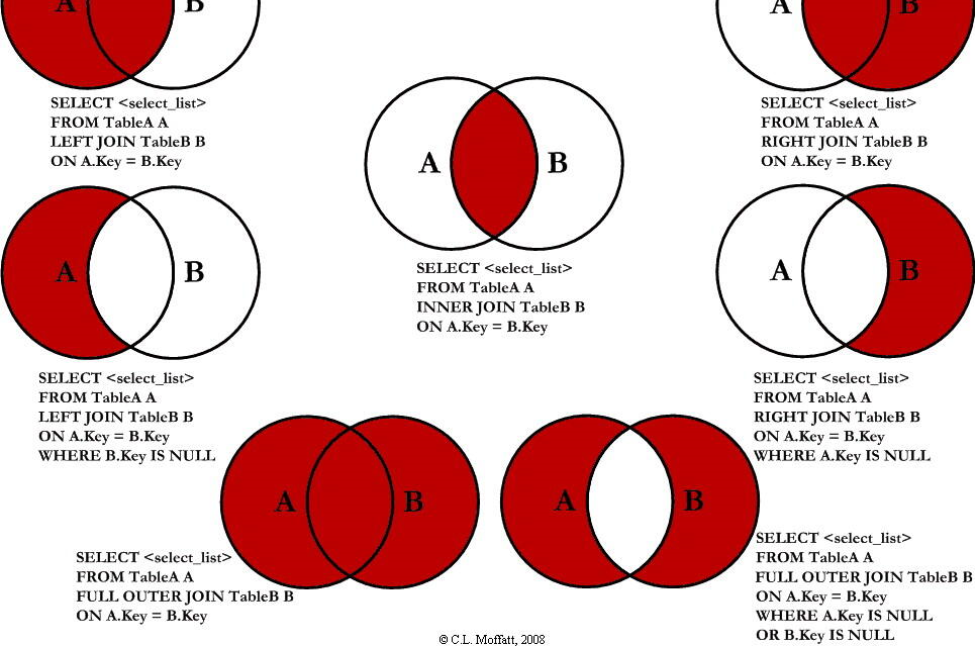 A B
A B
SELECT <select_list>
FROM TableA A
LEFT JOIN TableB B
ON A.Key = B.Key
SELECT <select_list>
FROM TableA A
RIGHT JOIN TableB B
ON A.Key = B.Key
A B
SELECT <select_list>
FROM TableA A
INNER JOIN TableB B
ON A.Key = B.Key
A B
SELECT <select_list>
FROM TableA A
LEFT JOIN TableB B
ON A.Key = B.Key
WHERE B.Key IS NULL
A B
SELECT <select_list>
FROM TableA A
RIGHT JOIN TableB B
ON A.Key = B.Key
WHERE A.Key IS NULL
A B
SELECT <select_list>
FROM TableA A
FULL OUTER JOIN TableB B
ON A.Key = B.Key
A B
SELECT <select_list>
FROM TableA A
FULL OUTER JOIN TableB B
ON A.Key = B.Key
WHERE A.Key IS NULL
OR B.Key IS NULL
© C.L. Moffatt, 2008